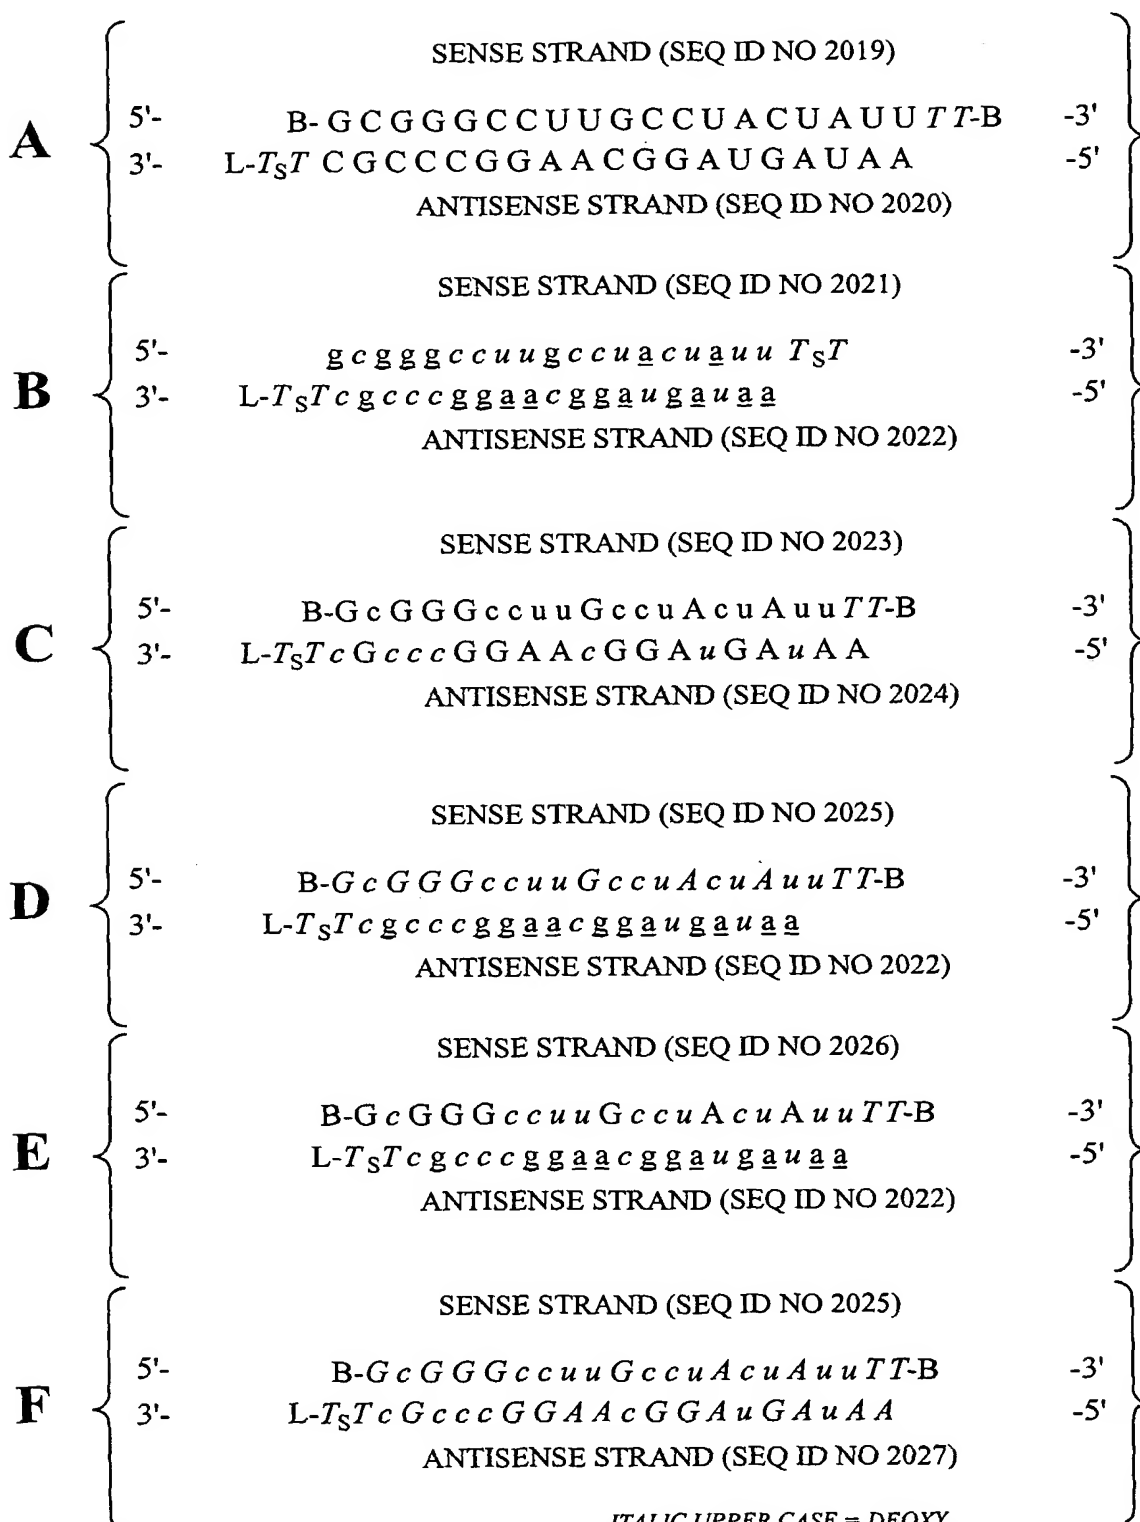 SENSE STRAND (SEQ ID NO 2019)
A
5'- B- G C G G G C C U U G C C U A C U A U U T T-B -3'
3'- L-TST C G C C C G G A A C G G A U G A U A A -5'
ANTISENSE STRAND (SEQ ID NO 2020)
SENSE STRAND (SEQ ID NO 2021)
B
5'- g c g g g c c u u g c c u a c u a u u TST -3'
3'- L-TST c g c c c g g a a c g g a u g a u a a -5'
ANTISENSE STRAND (SEQ ID NO 2022)
SENSE STRAND (SEQ ID NO 2023)
C
5'- B-G c G G G c c u u G c c u A c u A u u T T-B -3'
3'- L-TST c G c c c G G A A c G G A u G A u A A -5'
ANTISENSE STRAND (SEQ ID NO 2024)
SENSE STRAND (SEQ ID NO 2025)
D
5'- B-G c G G G c c u u G c c u A c u A u u T T-B -3'
3'- L-TST c g c c c g g a a c g g a u g a u a a -5'
ANTISENSE STRAND (SEQ ID NO 2022)
SENSE STRAND (SEQ ID NO 2026)
E
5'- B-G c G G G c c u u G c c u A c u A u u T T-B -3'
3'- L-TST c g c c c g g a a c g g a u g a u a a -5'
ANTISENSE STRAND (SEQ ID NO 2022)
SENSE STRAND (SEQ ID NO 2025)
F
5'- B-G c G G G c c u u G c c u A c u A u u T T-B -3'
3'- L-TST c G c c c G G A A c G G A u G A u A A -5'
ANTISENSE STRAND (SEQ ID NO 2027)
ITALIC UPPER CASE = DEOXY